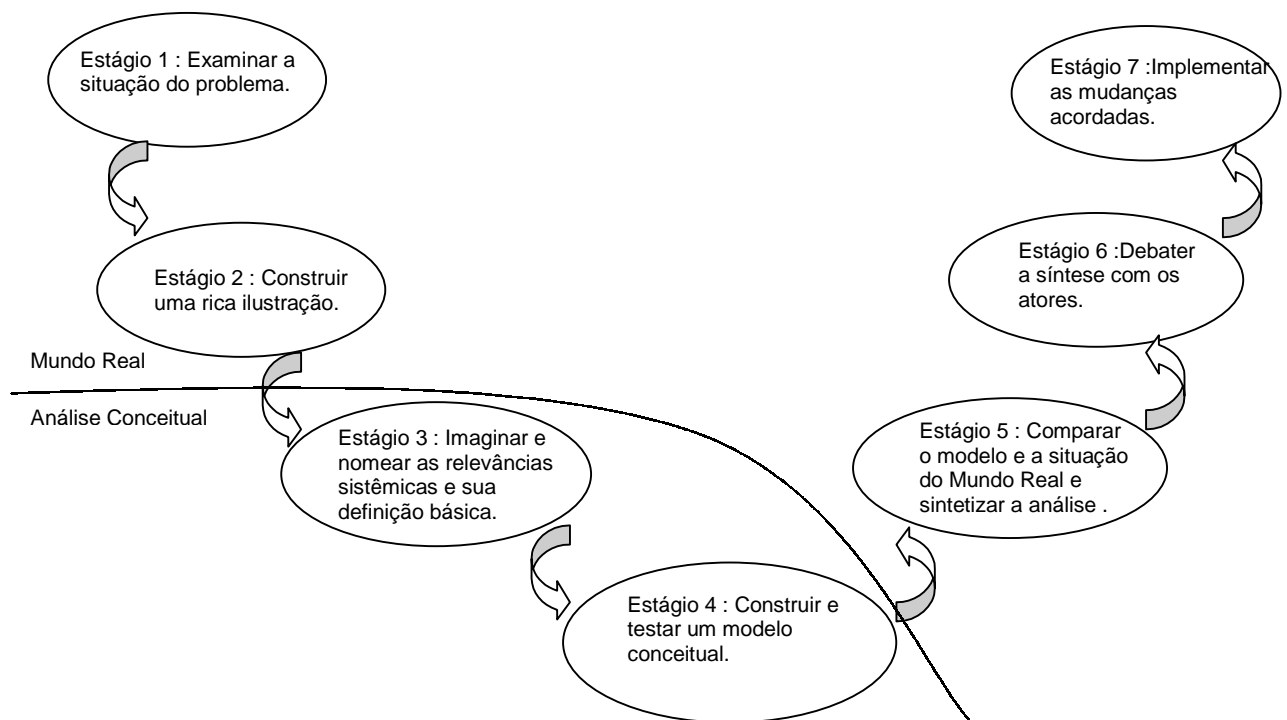 Estágio 1 : Examinar a
situação do problema.
Estágio 2 : Construir
uma rica ilustração.
Mundo Real
Análise Conceitual
Estágio 3 : Imaginar e
nomear as relevâncias
sistêmicas e sua
definição básica.
Estágio 4 : Construir e
testar um modelo
conceitual.
Estágio 5 : Comparar
o modelo e a situação
do Mundo Real e
sintetizar a análise .
Estágio 6 :Debater
a síntese com os
atores.
Estágio 7 :Implementar
as mudanças
acordadas.